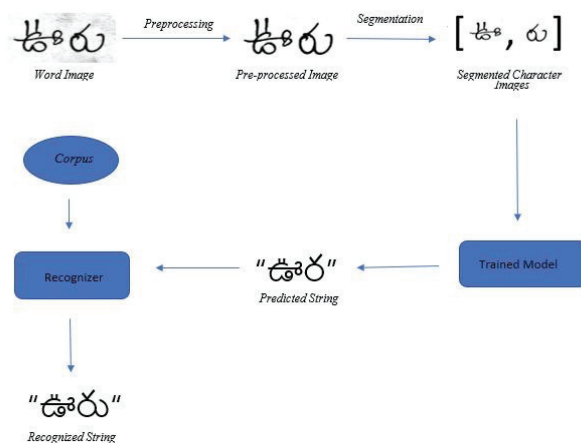 ఊరు Preprocessing ఊరు Segmentation [ ఊ , రు ]
Word Image Pre-processed Image Segmented Character Images
Corpus
Recognizer "ఊర" Trained Model
Predicted String
"ఊరు"
Recognized String